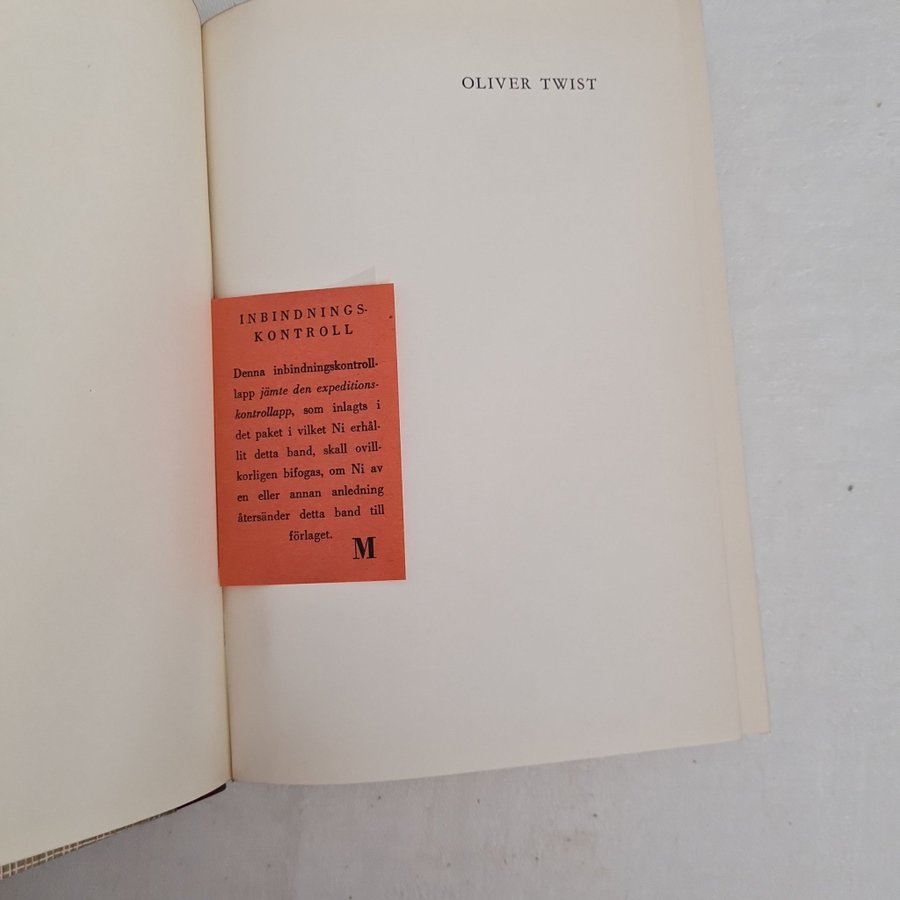 OLIVER TWIST
INBINDNINGS-
KONTROLL
Denna inbindningskontroll-
lapp jämte den expeditions-
kontrollapp, som inlagts i
det paket i vilket Ni erhål-
lit detta band, skall ovill-
korligen bifogas, om Ni av
en eller annan anledning
återsänder detta band till
förlaget.
M